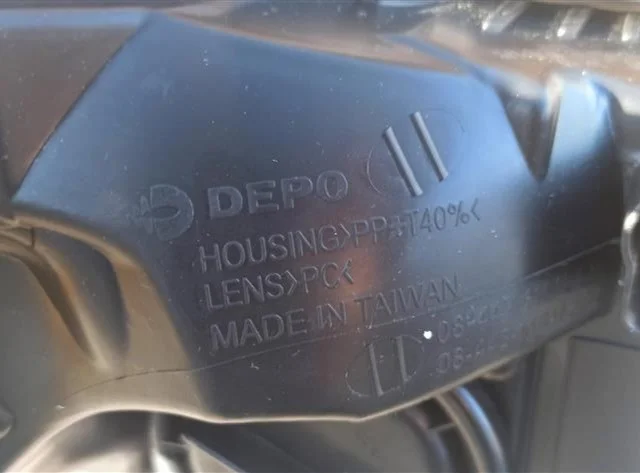 DEPO
HOUSING>PP+T40%<
LENS>PC<
MADE IN TAIWAN